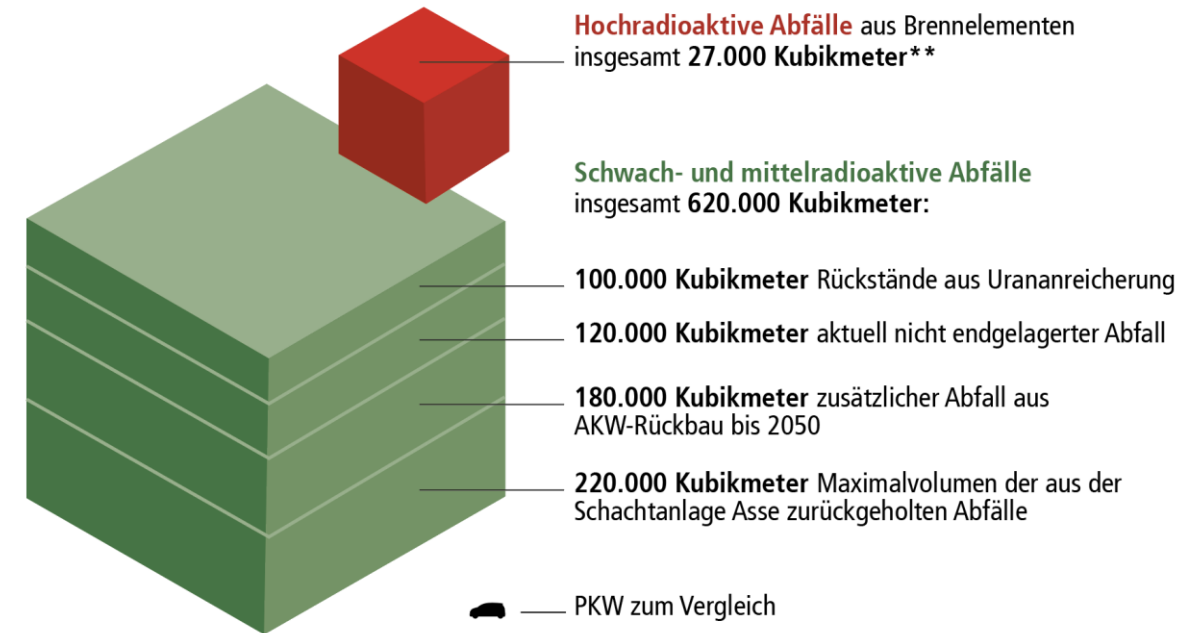 Hochradioaktive Abfälle aus Brennelementen
insgesamt 27.000 Kubikmeter**
Schwach- und mittelradioaktive Abfälle
insgesamt 620.000 Kubikmeter:
100.000 Kubikmeter Rückstände aus Urananreicherung
120.000 Kubikmeter aktuell nicht endgelagerter Abfall
180.000 Kubikmeter zusätzlicher Abfall aus
AKW-Rückbau bis 2050
220.000 Kubikmeter Maximalvolumen der aus der
Schachtanlage Asse zurückgeholten Abfälle
PKW zum Vergleich